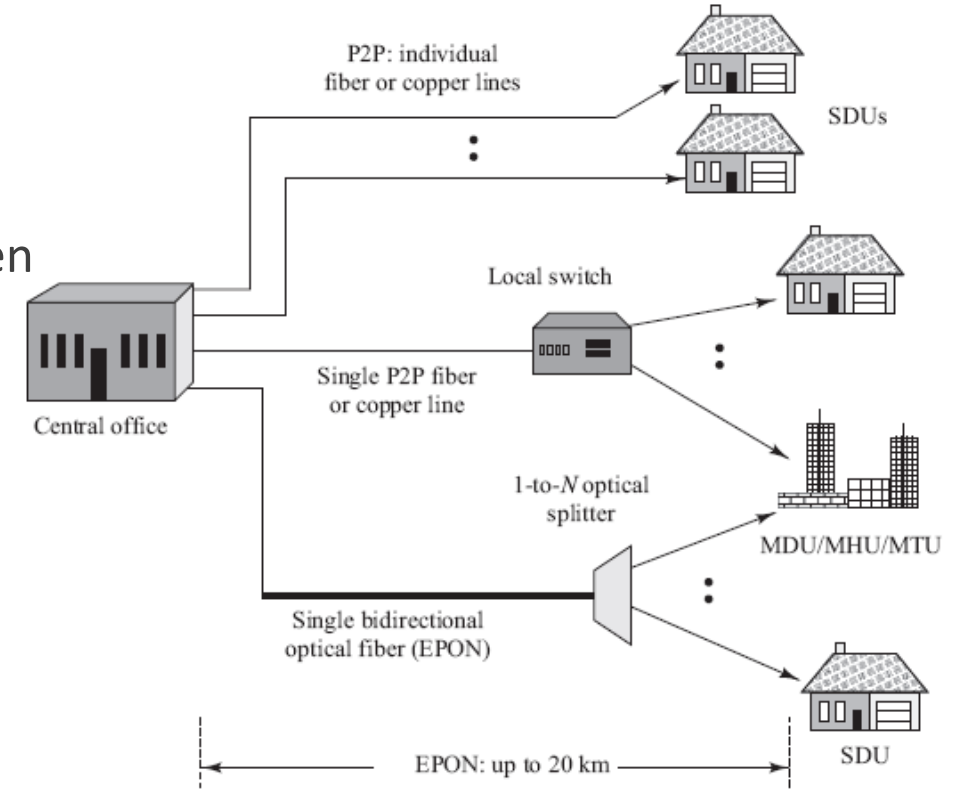 P2P: individual
fiber or copper lines
SDUs
en
Local switch
Single P2P fiber
or copper line
Central office
1-to-N optical
splitter
MDU/MHU/MTU
Single bidirectional
optical fiber (EPON)
SDU
EPON: up to 20 km